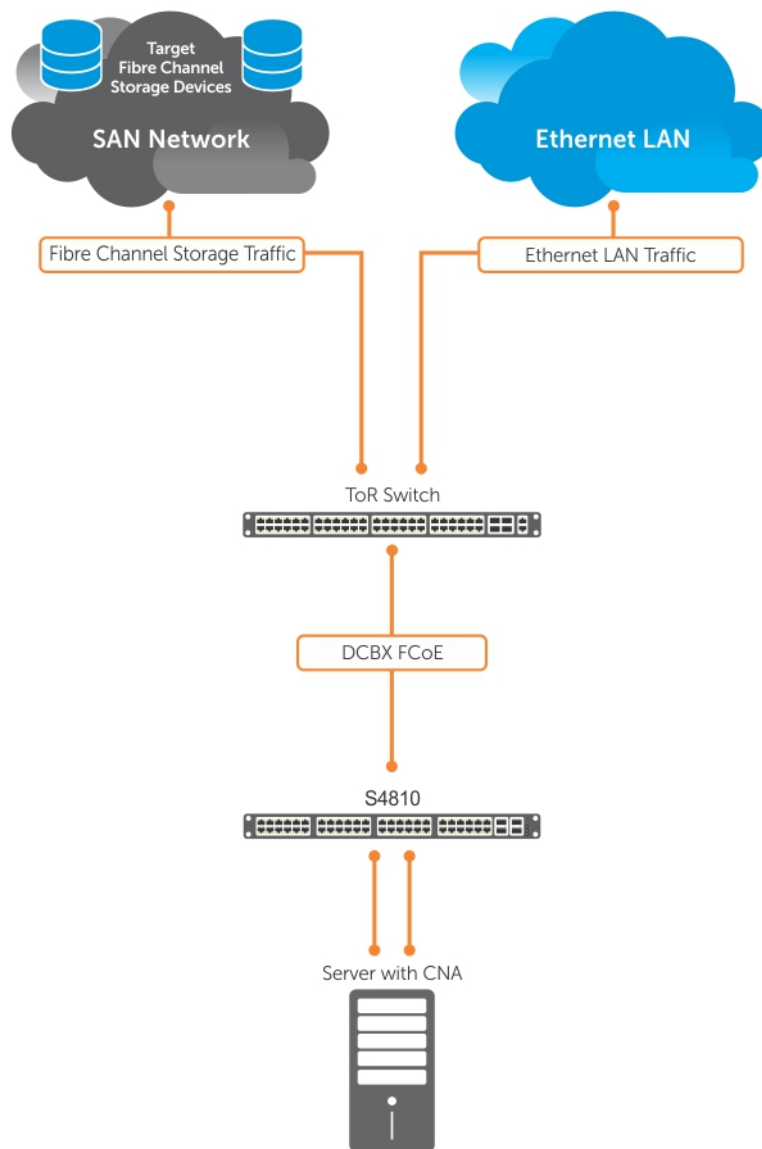 Target
Fibre Channel
Storage Devices
SAN Network
Ethernet LAN
Fibre Channel Storage Traffic
Ethernet LAN Traffic
ToR Switch
DCBX FCoE
S4810
Server with CNA